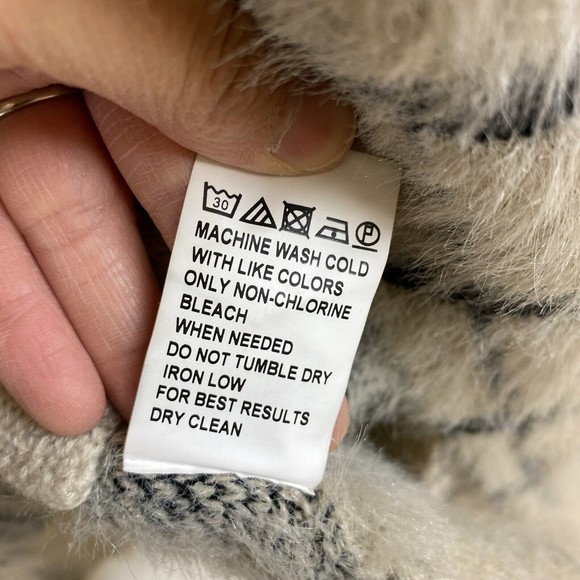 30 P
MACHINE WASH COLD
WITH LIKE COLORS
ONLY NON-CHLORINE
BLEACH
WHEN NEEDED
DO NOT TUMBLE DRY
IRON LOW
FOR BEST RESULTS
DRY CLEAN